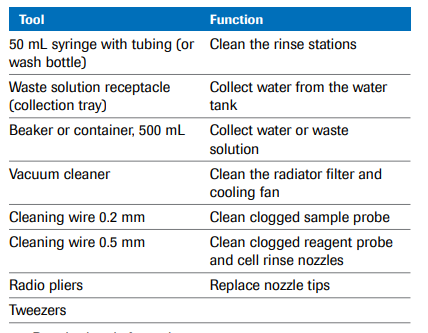 Tool Function
50 mL syringe with tubing (or Clean the rinse stations
wash bottle)
Waste solution receptacle Collect water from the water
(collection tray) tank
Beaker or container, 500 mL Collect water or waste
solution
Vacuum cleaner Clean the radiator filter and
cooling fan
Cleaning wire 0.2 mm Clean clogged sample probe
Cleaning wire 0.5 mm Clean clogged reagent probe
and cell rinse nozzles
Radio pliers Replace nozzle tips
Tweezers